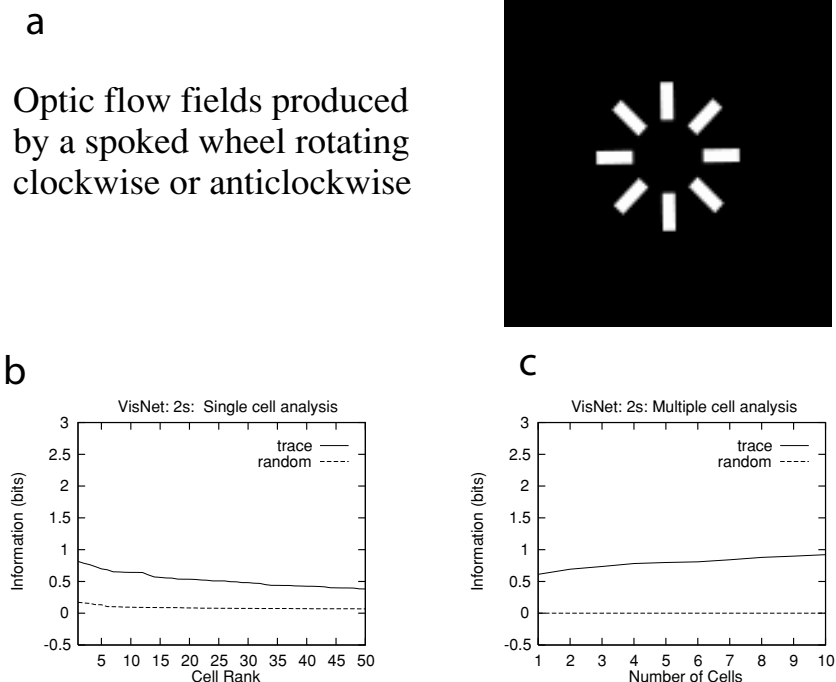 a
Optic flow fields produced
by a spoked wheel rotating
clockwise or anticlockwise
b
VisNet: 2s: Single cell analysis
3
2.5
2
1.5
1
0.5
0
-0.5
Information (bits)
trace
random
5 10 15 20 25 30 35 40 45 50
Cell Rank
c
VisNet: 2s: Multiple cell analysis
3
2.5
2
1.5
1
0.5
0
-0.5
Information (bits)
trace
random
1 2 3 4 5 6 7 8 9 10
Number of Cells